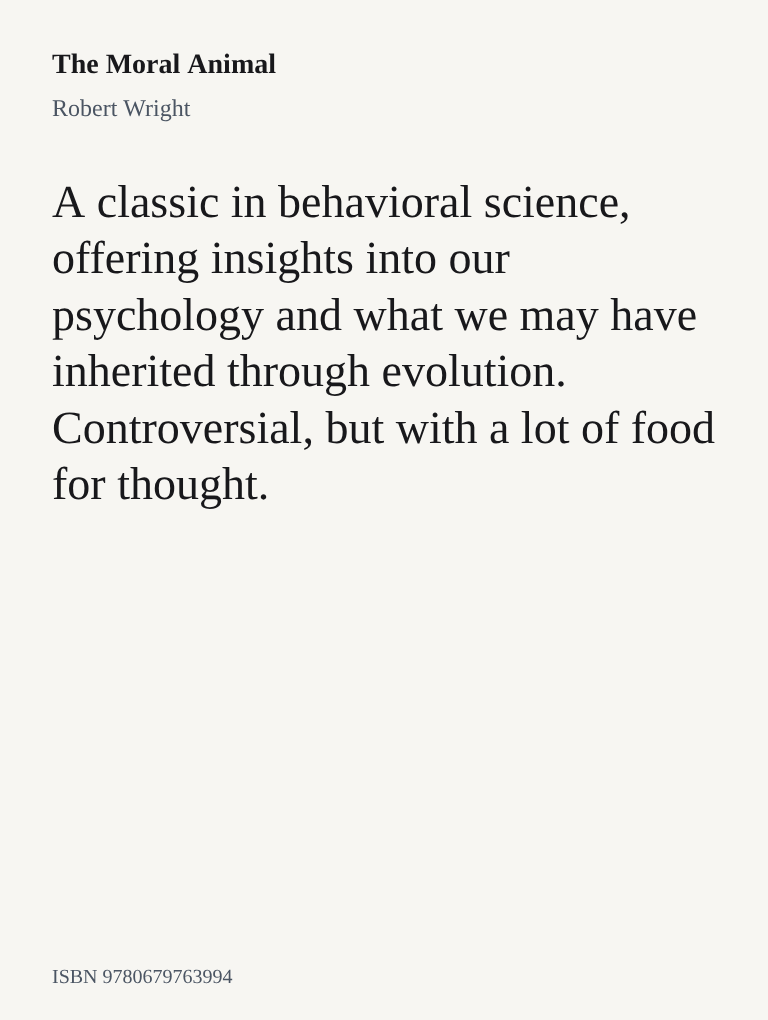 The Moral Animal
Robert Wright
A classic in behavioral science,
offering insights into our
psychology and what we may have
inherited through evolution.
Controversial, but with a lot of food
for thought.
ISBN 9780679763994